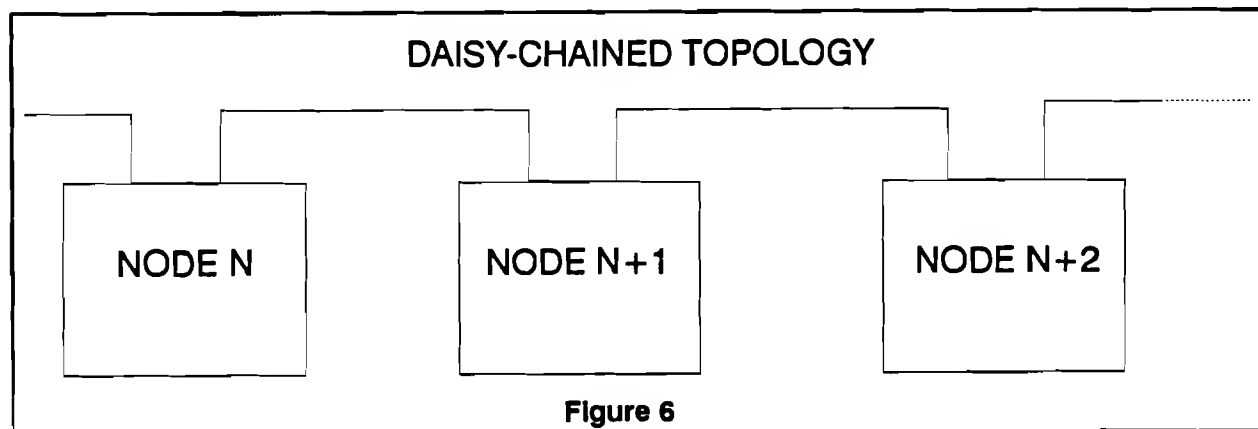 DAISY-CHAINED TOPOLOGY
NODE N
NODE N+1
NODE N+2
Figure 6